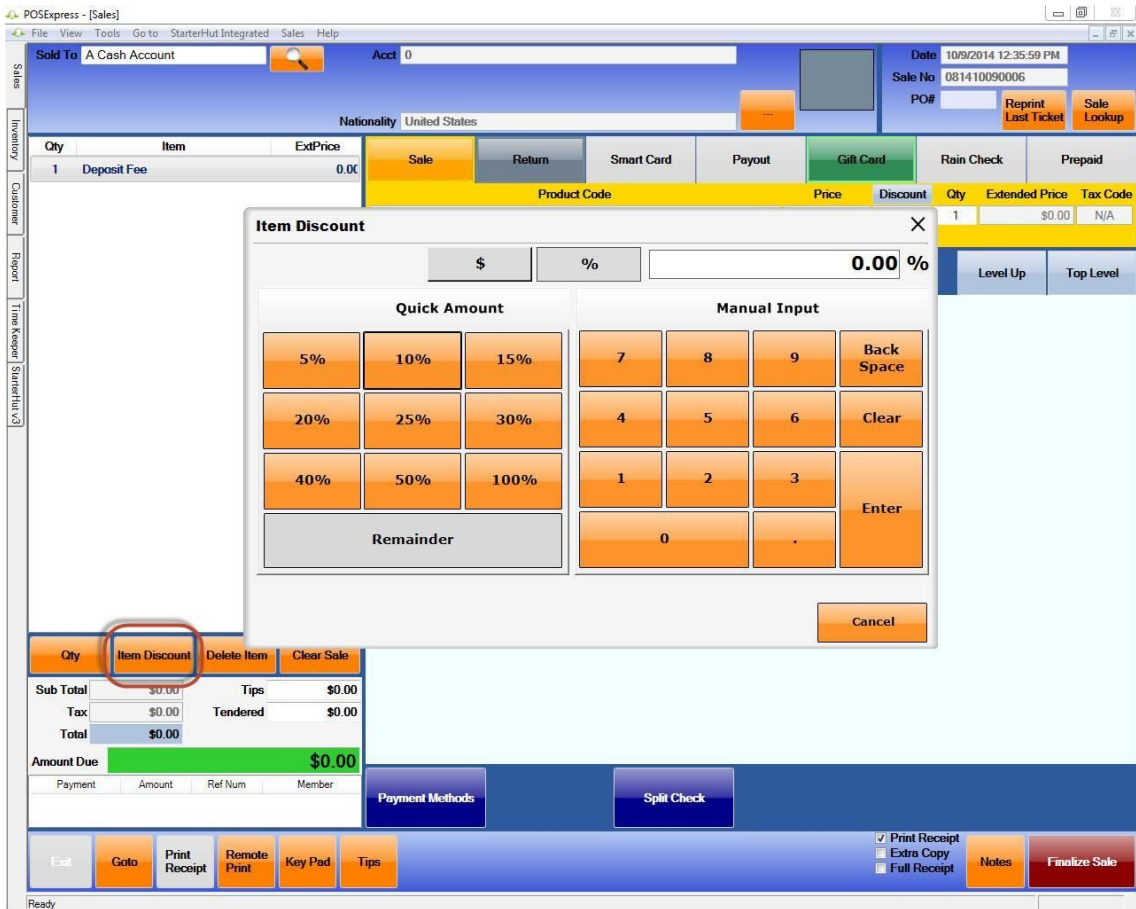 POSExpress - [Sales]
File View Tools Go to StarterHut Integrated Sales Help
Sales
Inventory
Customer
Report
Time Keeper
StarterHut v3
Sold To A Cash Account
Acct 0
Nationality United States
...
Date 10/9/2014 12:35:59 PM
Sale No 081410090006
PO#
Reprint
Last Ticket
Sale
Lookup
Qty Item ExtPrice
1 Deposit Fee 0.00
Sale Return Smart Card Payout Gift Card Rain Check Prepaid
Product Code Price Discount Qty Extended Price Tax Code
1 $0.00 N/A
Level Up Top Level
Item Discount
$ % 0.00 %
Quick Amount
5% 10% 15%
20% 25% 30%
40% 50% 100%
Remainder
Manual Input
7 8 9 Back
Space
4 5 6 Clear
1 2 3 Enter
0 .
Cancel
Qty Item Discount Delete Item Clear Sale
Sub Total $0.00 Tips $0.00
Tax $0.00 Tendered $0.00
Total $0.00
Amount Due $0.00
Payment Amount Ref Num Member
Payment Methods
Split Check
Exit Goto Print
Receipt Remote
Print Key Pad Tips
Print Receipt
Extra Copy
Full Receipt
Notes
Finalize Sale
Ready